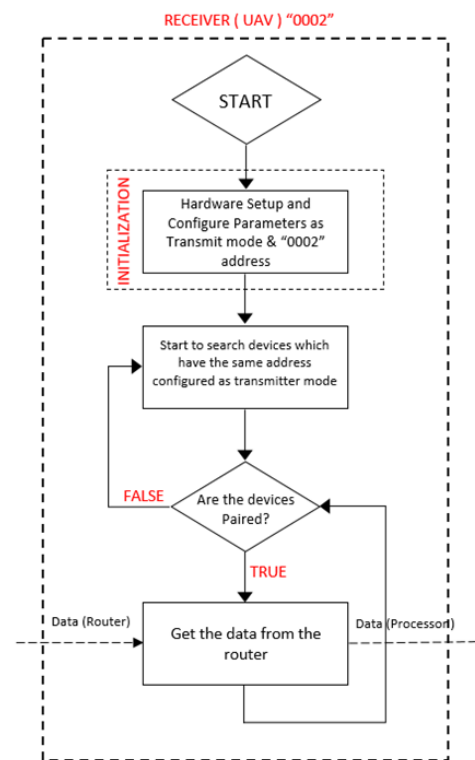 RECEIVER ( UAV ) “0002”
START
INITIALIZATION
Hardware Setup and
Configure Parameters as
Transmit mode & “0002”
address
Start to search devices which
have the same address
configured as transmitter mode
FALSE
Are the devices
Paired?
TRUE
Data (Router)
Get the data from the
router
Data (Processon)